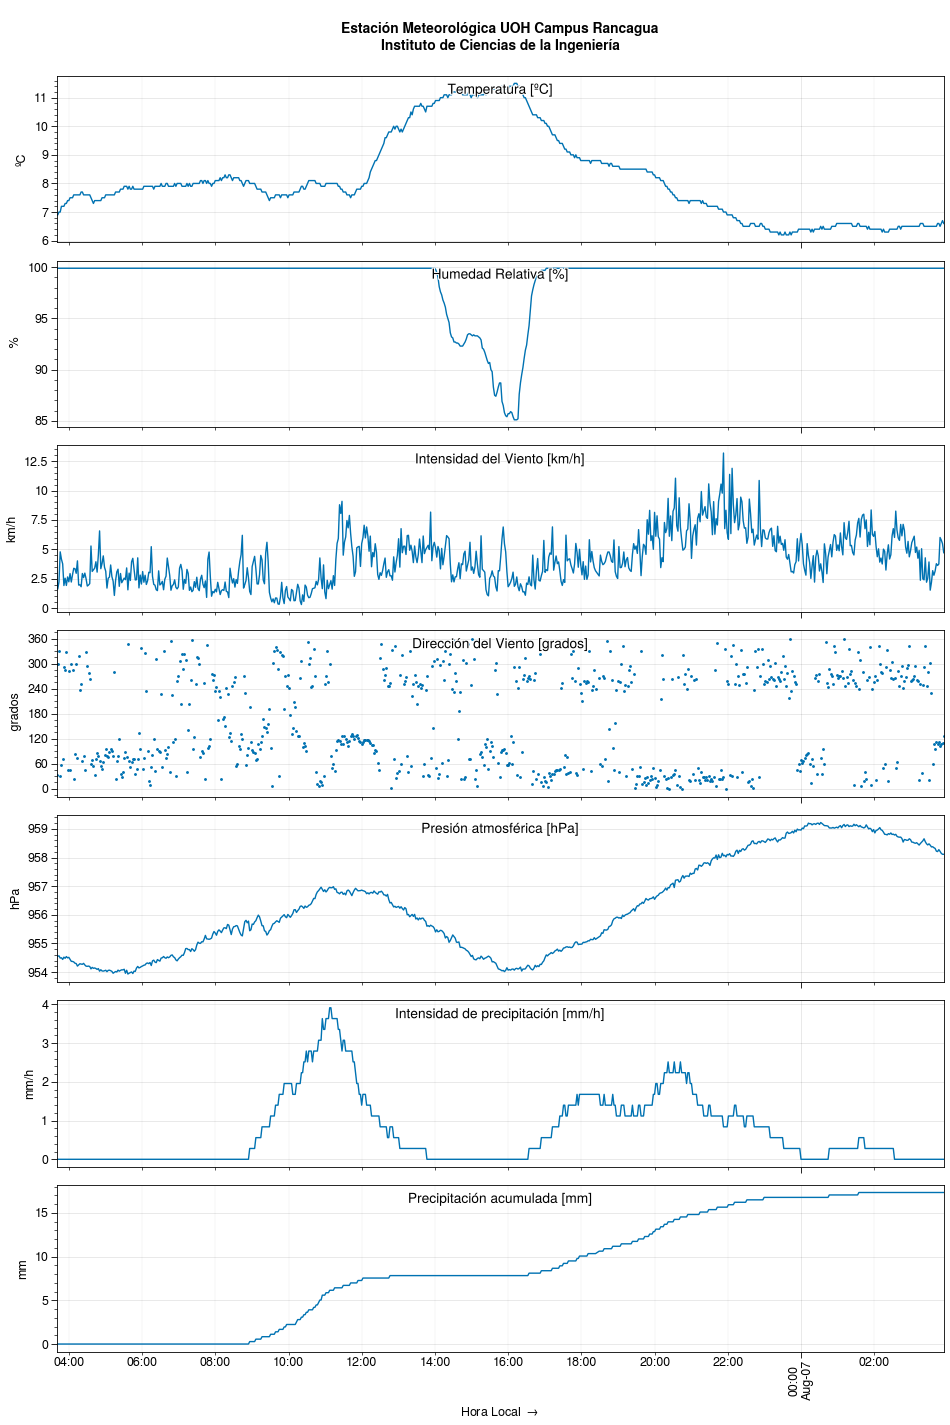 Estación Meteorológica UOH Campus Rancagua
Instituto de Ciencias de la Ingeniería
Temperatura [ºC]
11
10
9
8
7
6
ºC
Humedad Relativa [%]
100
95
90
85
%
Intensidad del Viento [km/h]
12.5
10
7.5
5
2.5
0
km/h
Dirección del Viento [grados]
360
300
240
180
120
60
0
grados
Presión atmosférica [hPa]
959
958
957
956
955
954
hPa
Intensidad de precipitación [mm/h]
4
3
2
1
0
mm/h
Precipitación acumulada [mm]
15
10
5
0
mm
04:00 06:00 08:00 10:00 12:00 14:00 16:00 18:00 20:00 22:00 00:00 02:00
Aug-07
Hora Local →